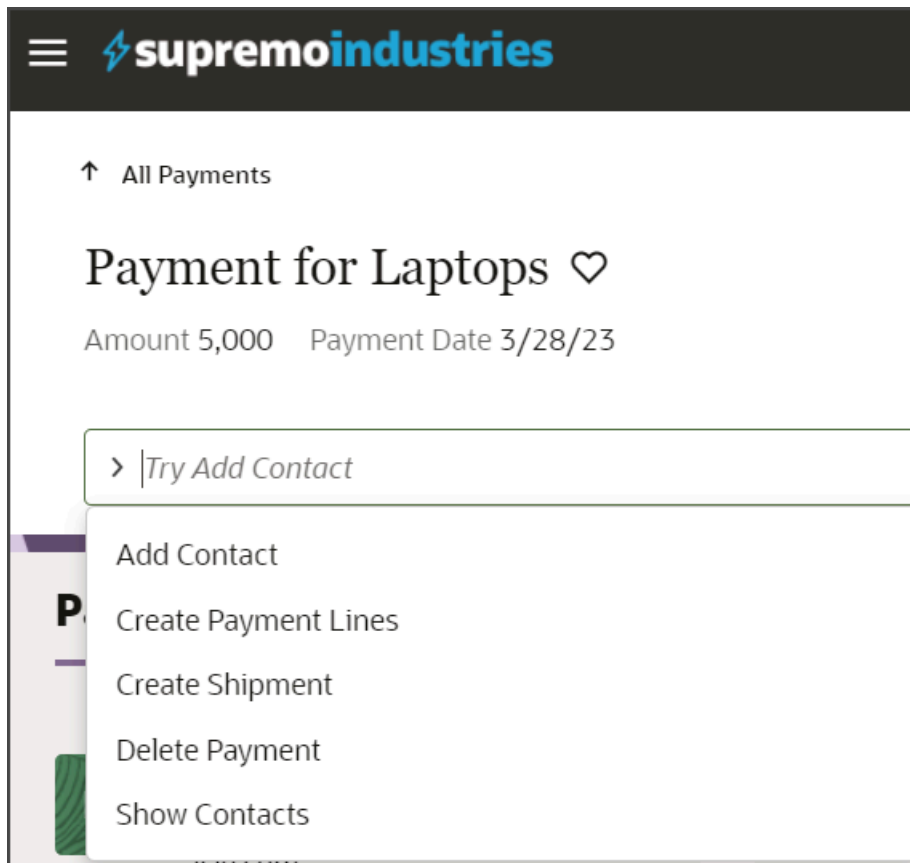 supremoindustries
All Payments
Payment for Laptops
Amount 5,000 Payment Date 3/28/23
Try Add Contact
Add Contact
Create Payment Lines
Create Shipment
Delete Payment
Show Contacts